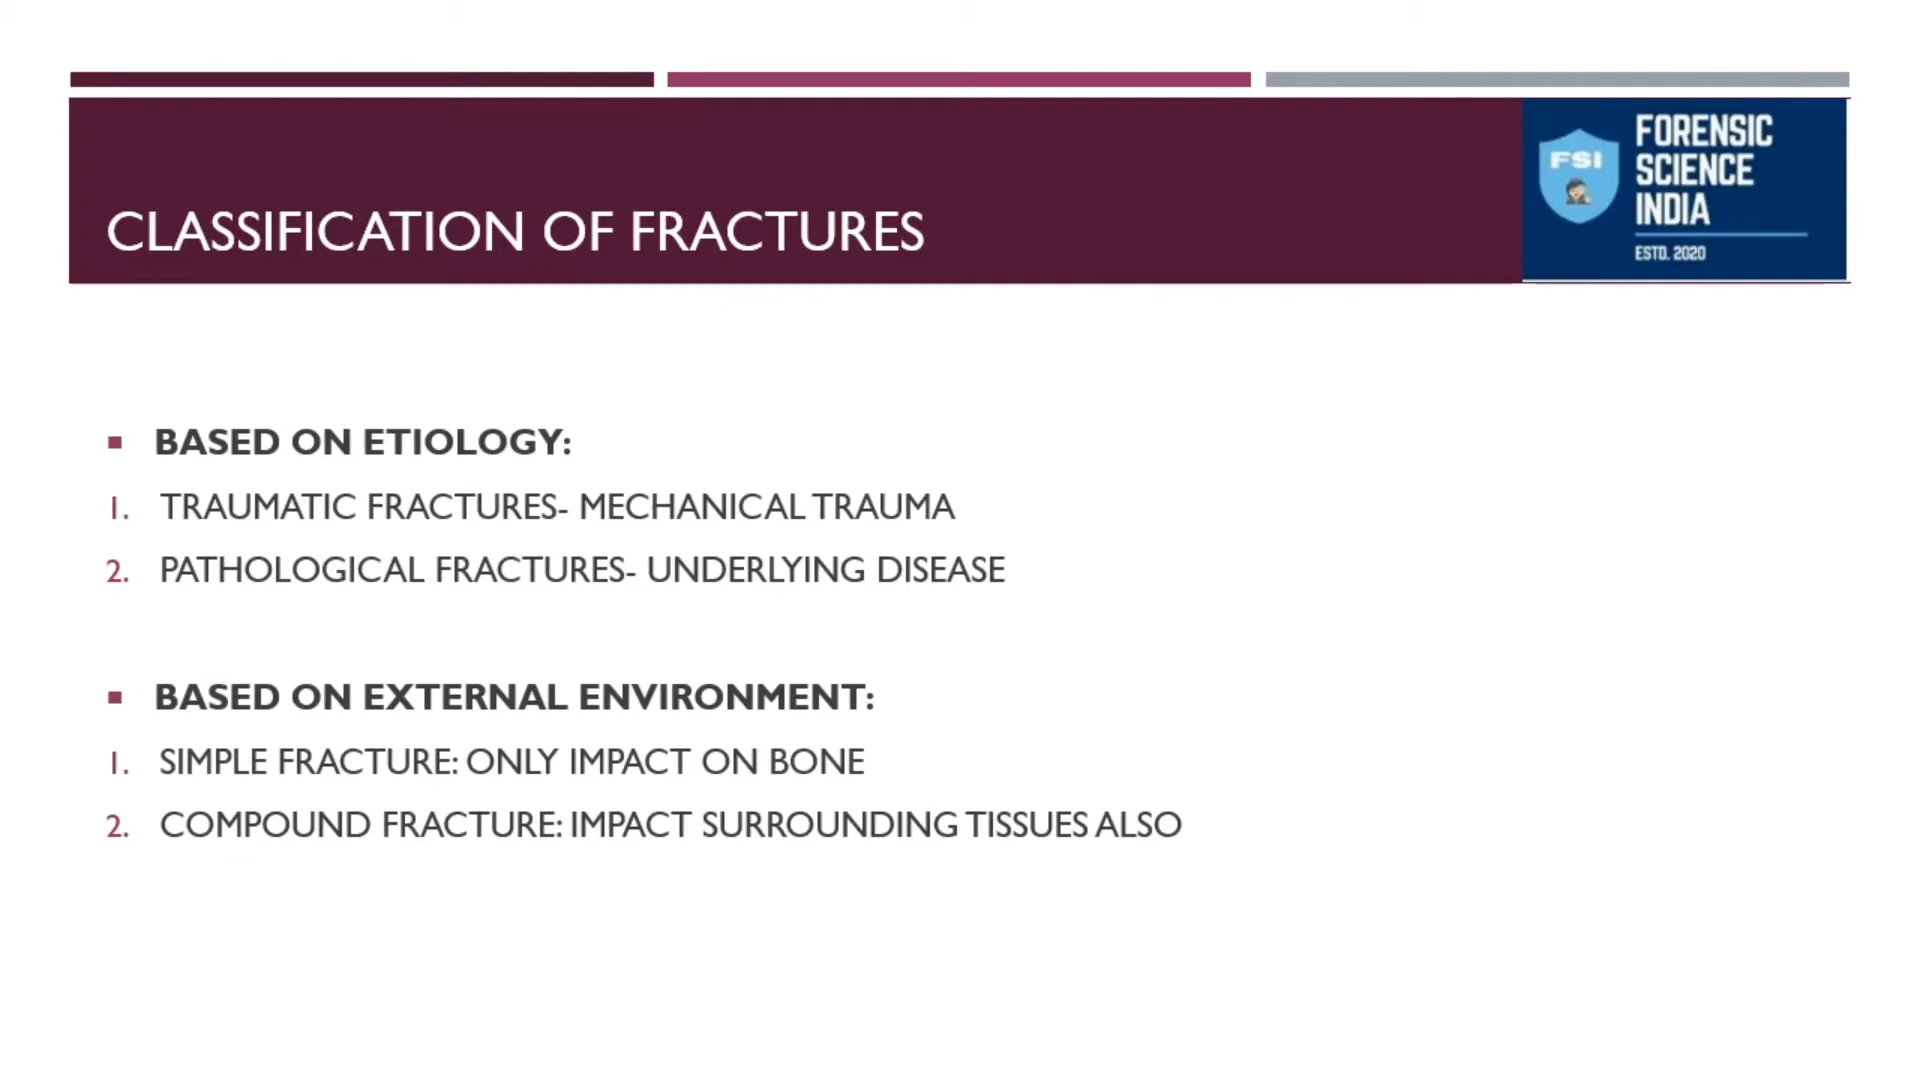 FORENSIC
SCIENCE
INDIA
ESTD. 2020
FSI
CLASSIFICATION OF FRACTURES
▪ BASED ON ETIOLOGY:
1. TRAUMATIC FRACTURES- MECHANICAL TRAUMA
2. PATHOLOGICAL FRACTURES- UNDERLYING DISEASE
▪ BASED ON EXTERNAL ENVIRONMENT:
1. SIMPLE FRACTURE: ONLY IMPACT ON BONE
2. COMPOUND FRACTURE: IMPACT SURROUNDING TISSUES ALSO